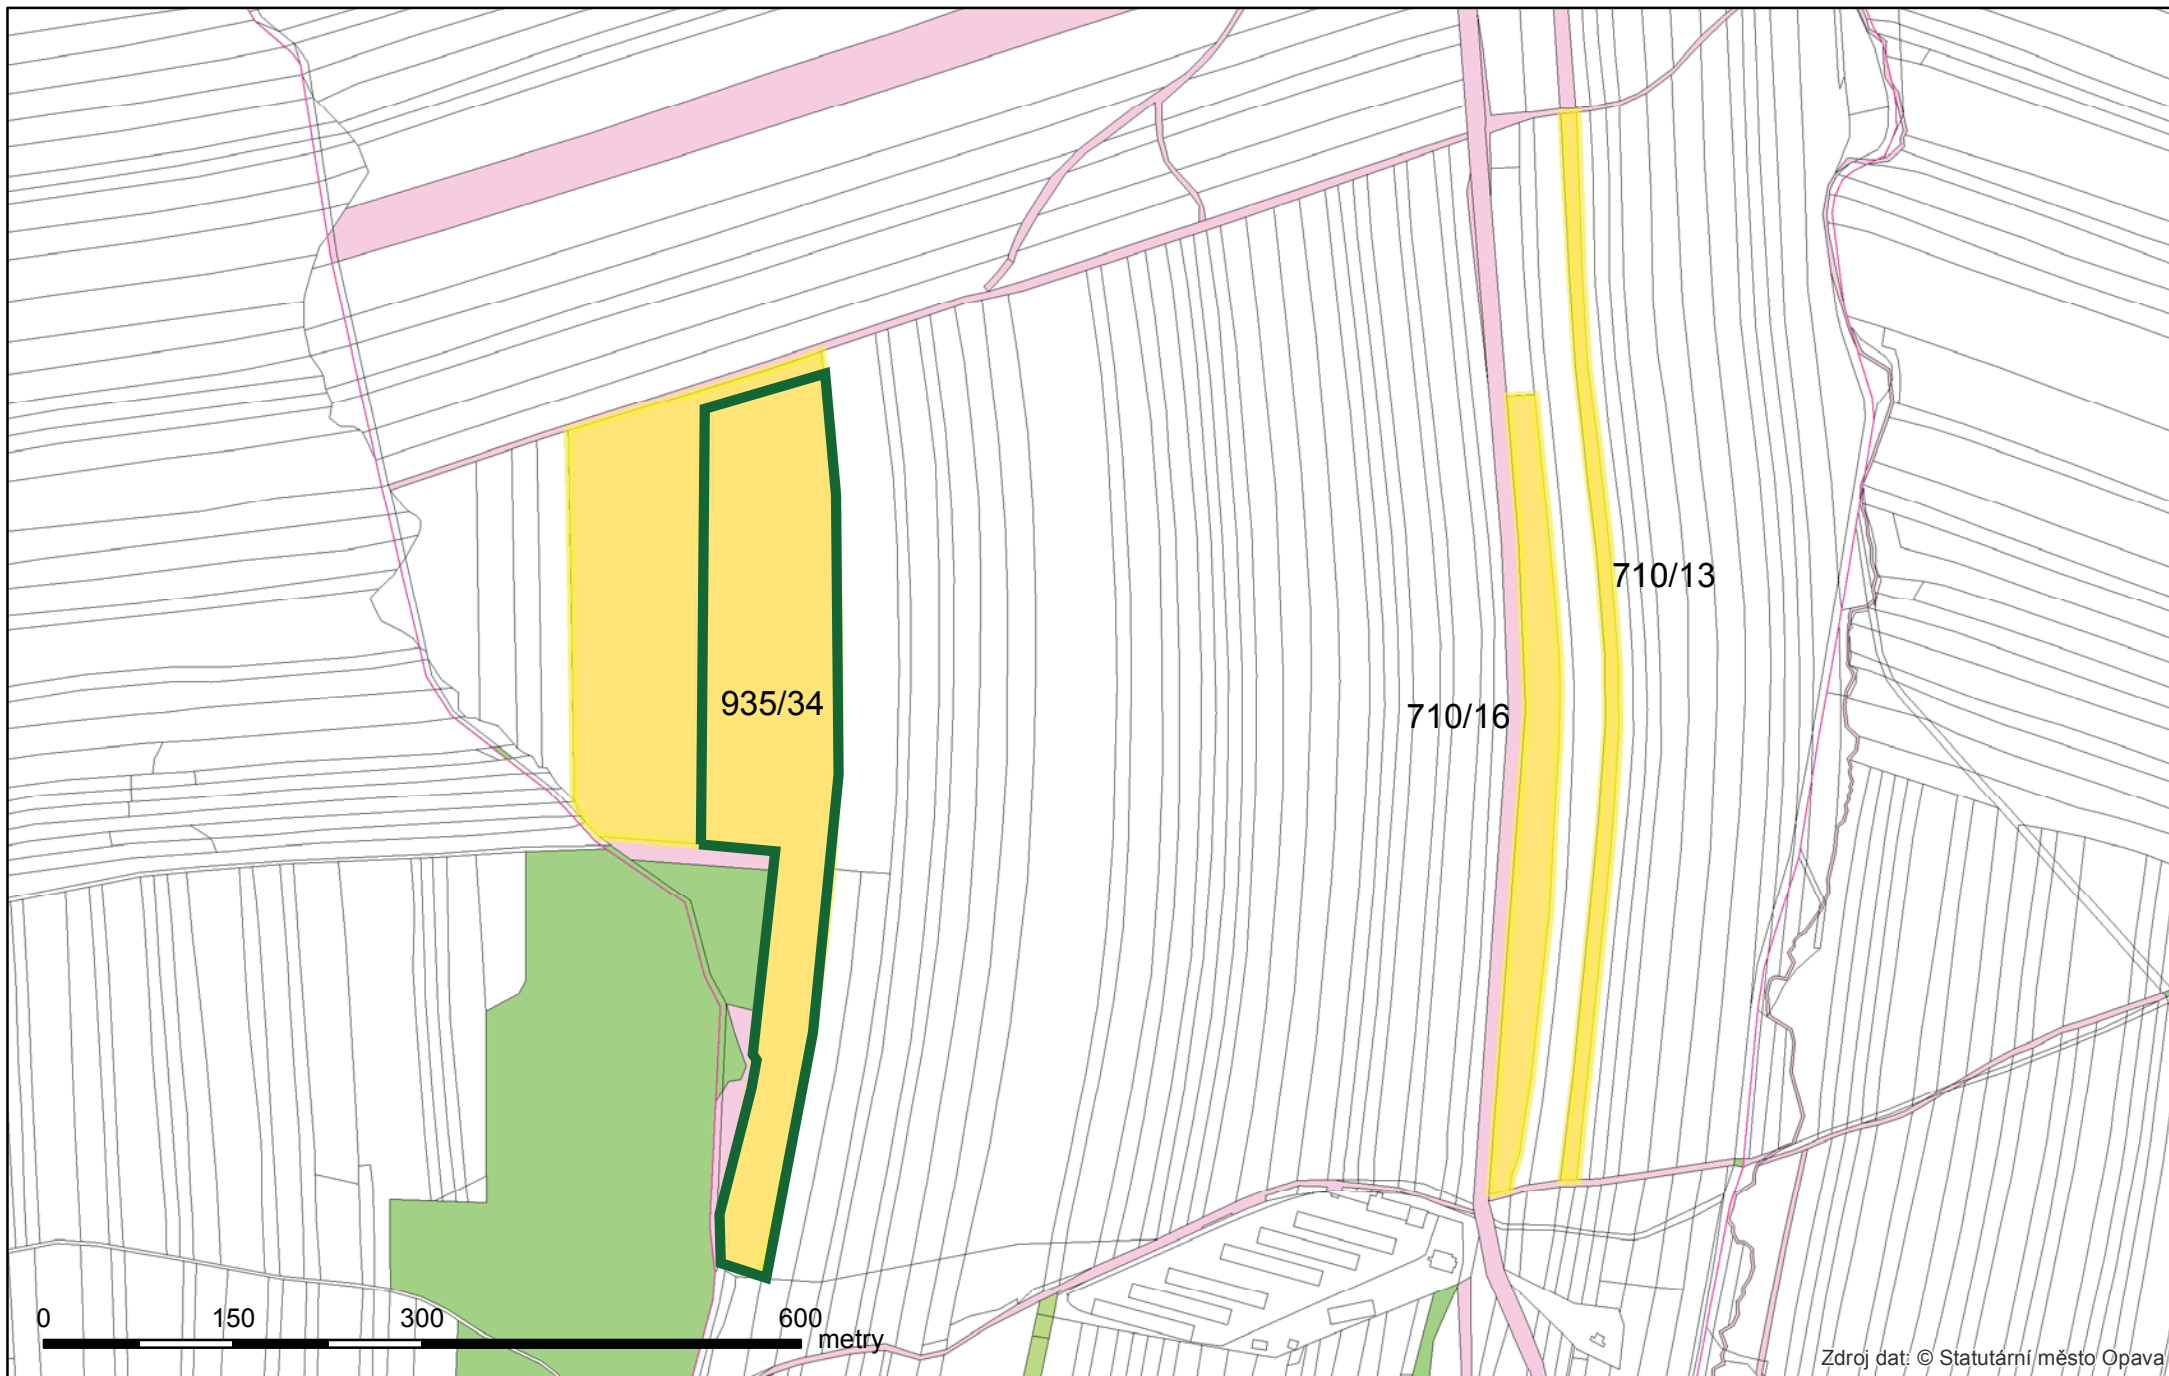 710/13
935/34
710/16
0 150 300 600
metry
Zdroj dat: © Statutární město Opava